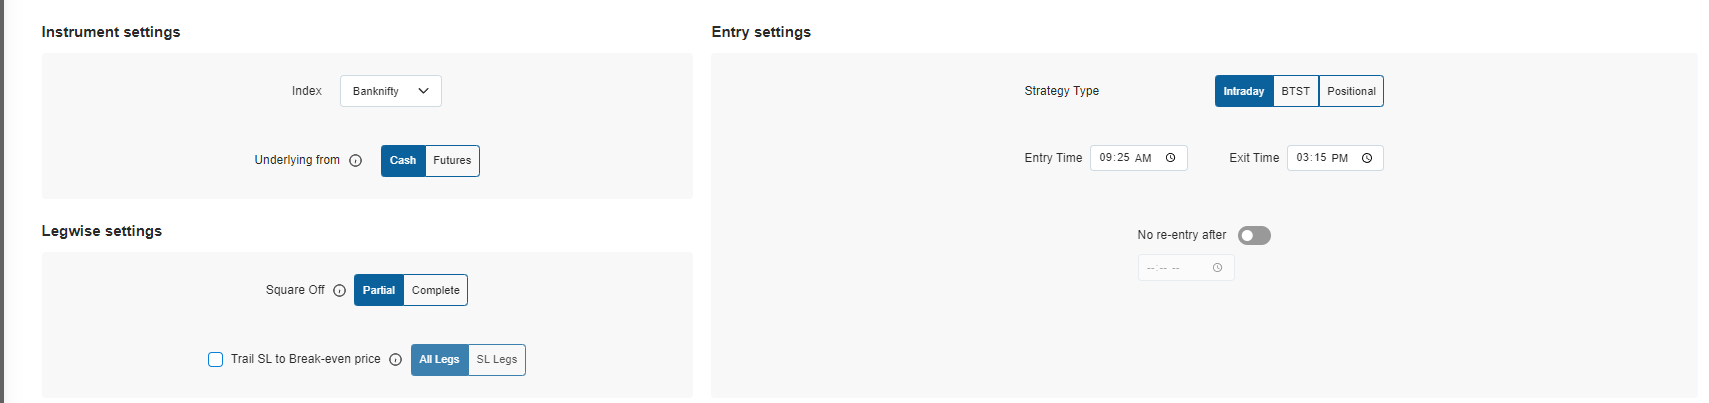 Instrument settings
Index Banknifty
Underlying from Cash Futures
Legwise settings
Square Off Partial Complete
Trail SL to Break-even price All Legs SL Legs
Entry settings
Strategy Type Intraday BTST Positional
Entry Time 09:25 AM Exit Time 03:15 PM
No re-entry after
--:-- --